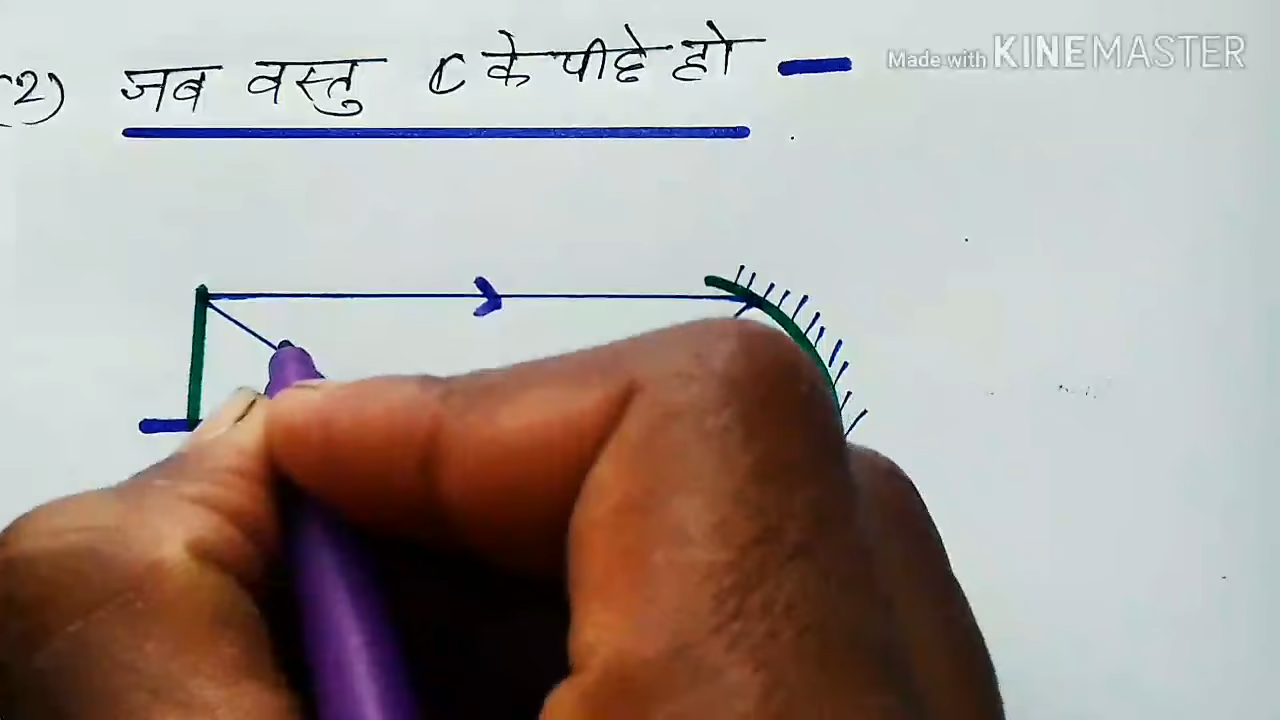 (2) जब वस्तु C के पीछे हो –
Made with KINEMASTER